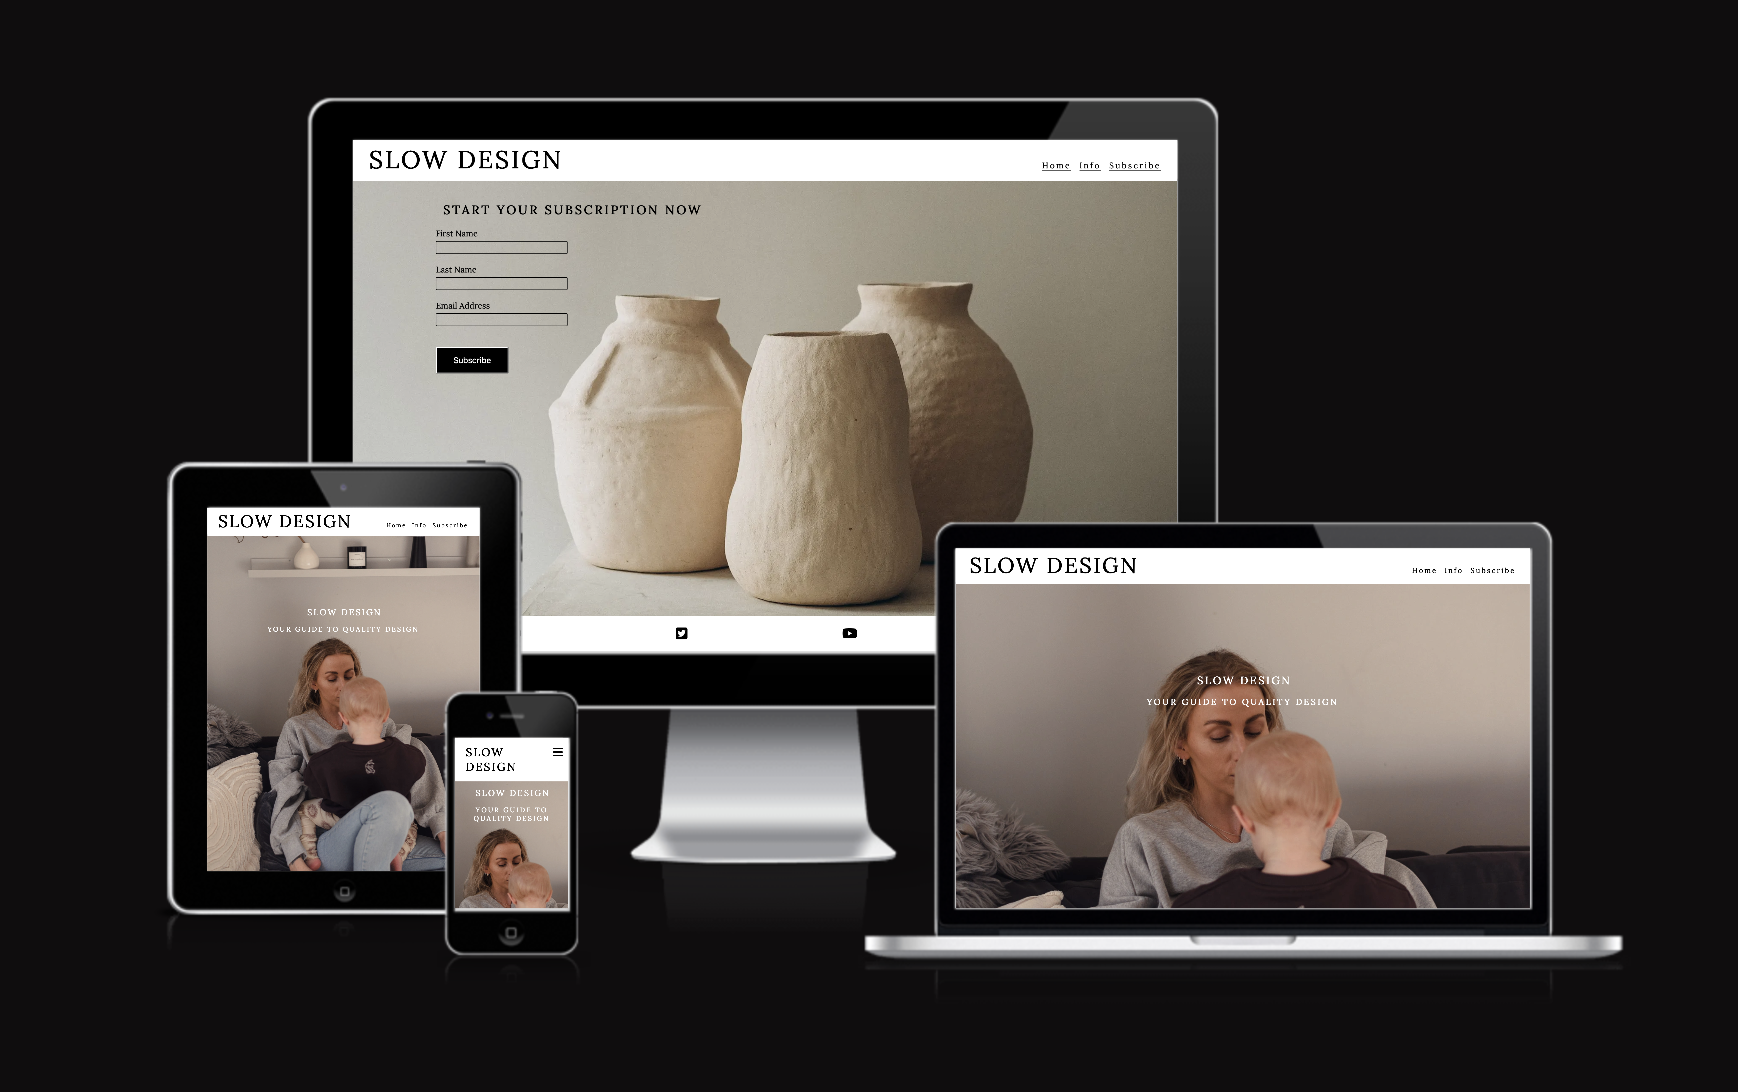 SLOW DESIGN
Home Info Subscribe
START YOUR SUBSCRIPTION NOW
First Name
Last Name
Email Address
Subscribe
SLOW DESIGN
Home Info Subscribe
SLOW DESIGN
YOUR GUIDE TO QUALITY DESIGN
SLOW
DESIGN
SLOW DESIGN
YOUR GUIDE TO
QUALITY DESIGN
SLOW DESIGN
Home Info Subscribe
SLOW DESIGN
YOUR GUIDE TO QUALITY DESIGN